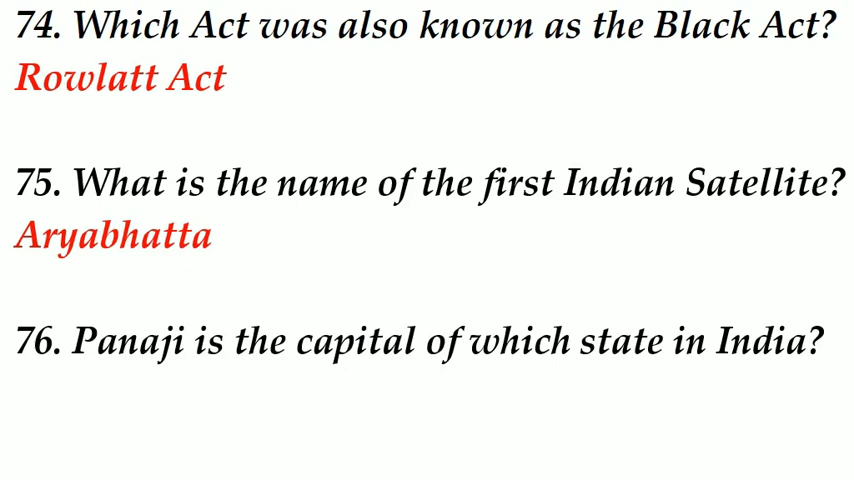 74. Which Act was also known as the Black Act?
Rowlatt Act
75. What is the name of the first Indian Satellite?
Aryabhatta
76. Panaji is the capital of which state in India?